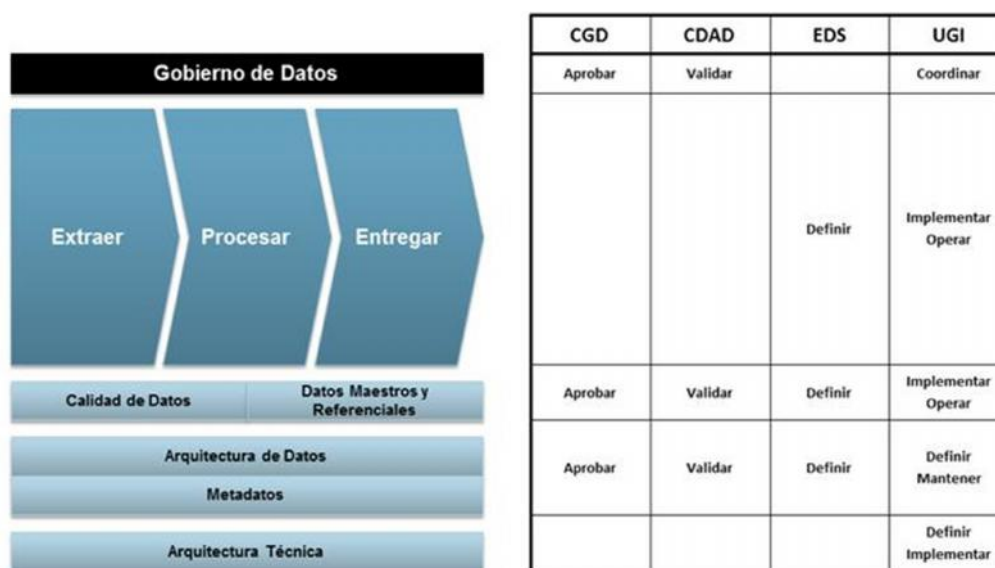 Gobierno de Datos
Extraer
Procesar
Entregar
Calidad de Datos
Datos Maestros y
Referenciales
Arquitectura de Datos
Metadatos
Arquitectura Técnica
CGD CDAD EDS UGI
Aprobar Validar Coordinar
Definir
Implementar
Operar
Aprobar Validar Definir
Implementar
Operar
Aprobar Validar Definir
Definir
Mantener
Definir
Implementar